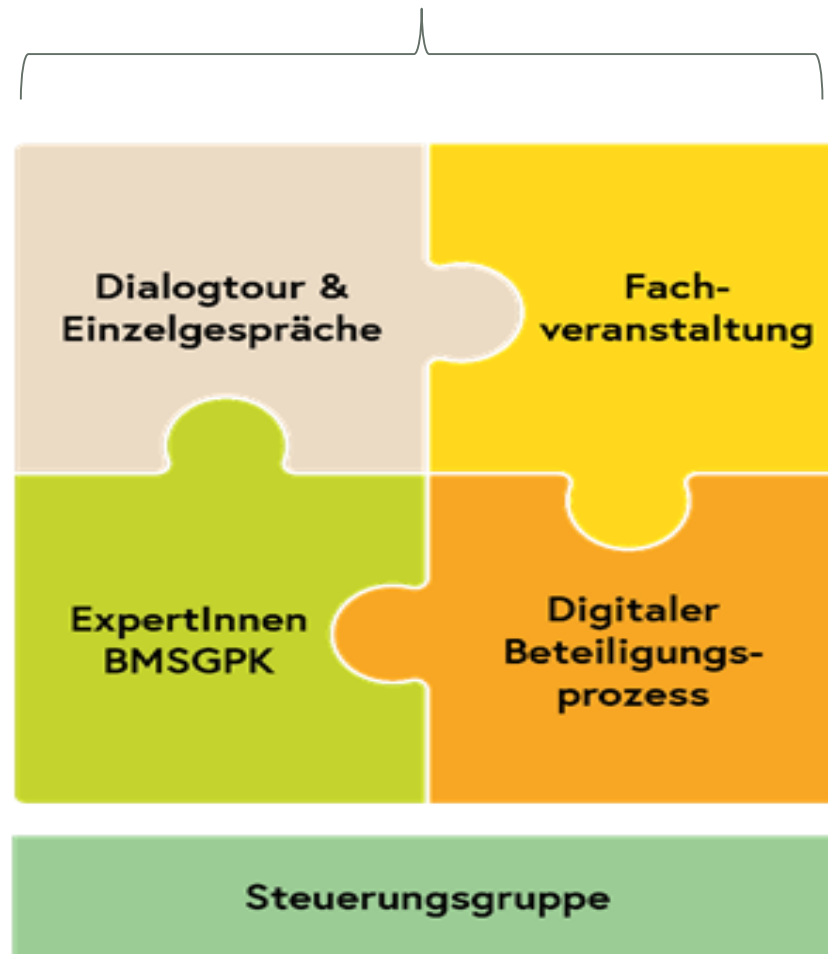 Dialogtour &
Einzelgespräche
Fach-
veranstaltung
ExpertInnen
BMSGPK
Digitaler
Beteiligungs-
prozess
Steuerungsgruppe